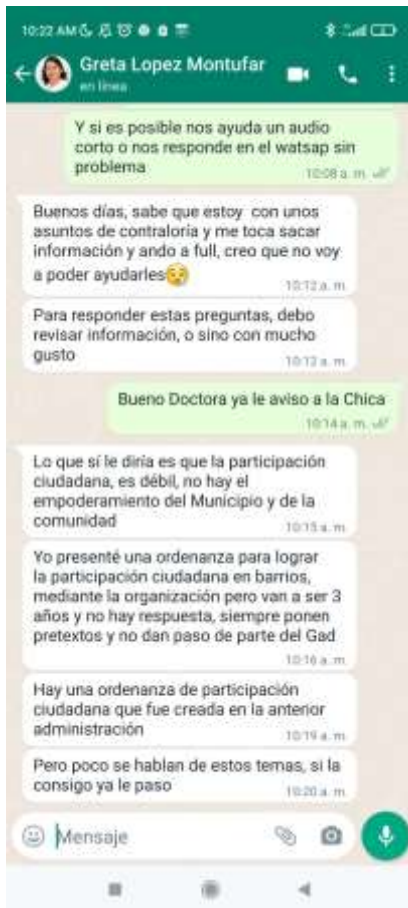 10:22 AM
Greta Lopez Montufar
en línea
Y si es posible nos ayuda un audio
corto o nos responde en el watsap sin
problema
10:08 a. m.
Buenos días, sabe que estoy con unos
asuntos de contraloría y me toca sacar
información y ando a full, creo que no voy
a poder ayudarles😢
10:12 a. m.
Para responder estas preguntas, debo
revisar información, o sino con mucho
gusto
10:13 a. m.
Bueno Doctora ya le aviso a la Chica
10:14 a. m.
Lo que sí le diría es que la participación
ciudadana, es débil, no hay el
empoderamiento del Municipio y de la
comunidad
10:15 a. m.
Yo presenté una ordenanza para lograr
la participación ciudadana en barrios,
mediante la organización pero van a ser 3
años y no hay respuesta, siempre ponen
pretextos y no dan paso de parte del Gad
10:16 a. m.
Hay una ordenanza de participación
ciudadana que fue creada en la anterior
administración
10:19 a. m.
Pero poco se hablan de estos temas, si la
consigo ya le paso
10:20 a. m.
Mensaje